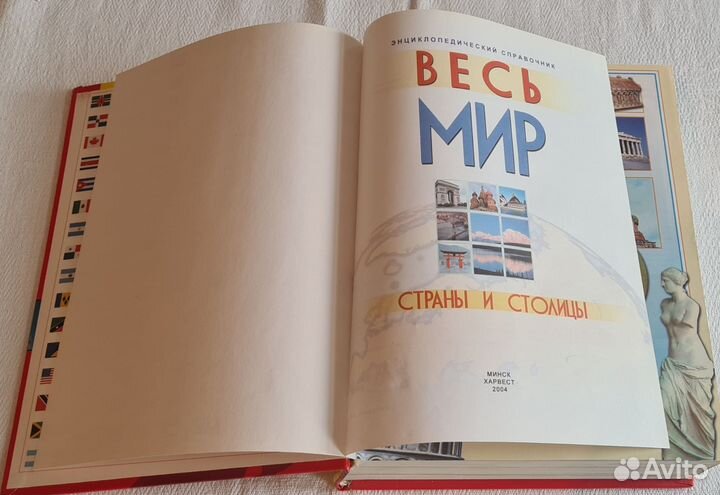 ЭНЦИКЛОПЕДИЧЕСКИЙ СПРАВОЧНИК
ВЕСЬ
МИР
СТРАНЫ И СТОЛИЦЫ
МИНСК
ХАРВЕСТ
2004
Avito